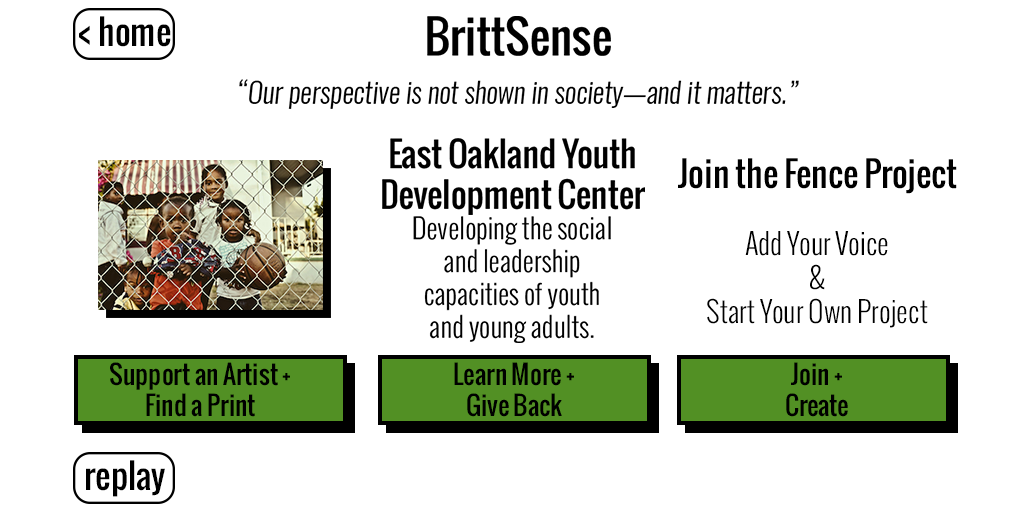 < home
BrittSense
“Our perspective is not shown in society—and it matters.”
East Oakland Youth
Development Center
Developing the social
and leadership
capacities of youth
and young adults.
Join the Fence Project
Add Your Voice
&
Start Your Own Project
Support an Artist +
Find a Print
Learn More +
Give Back
Join +
Create
replay